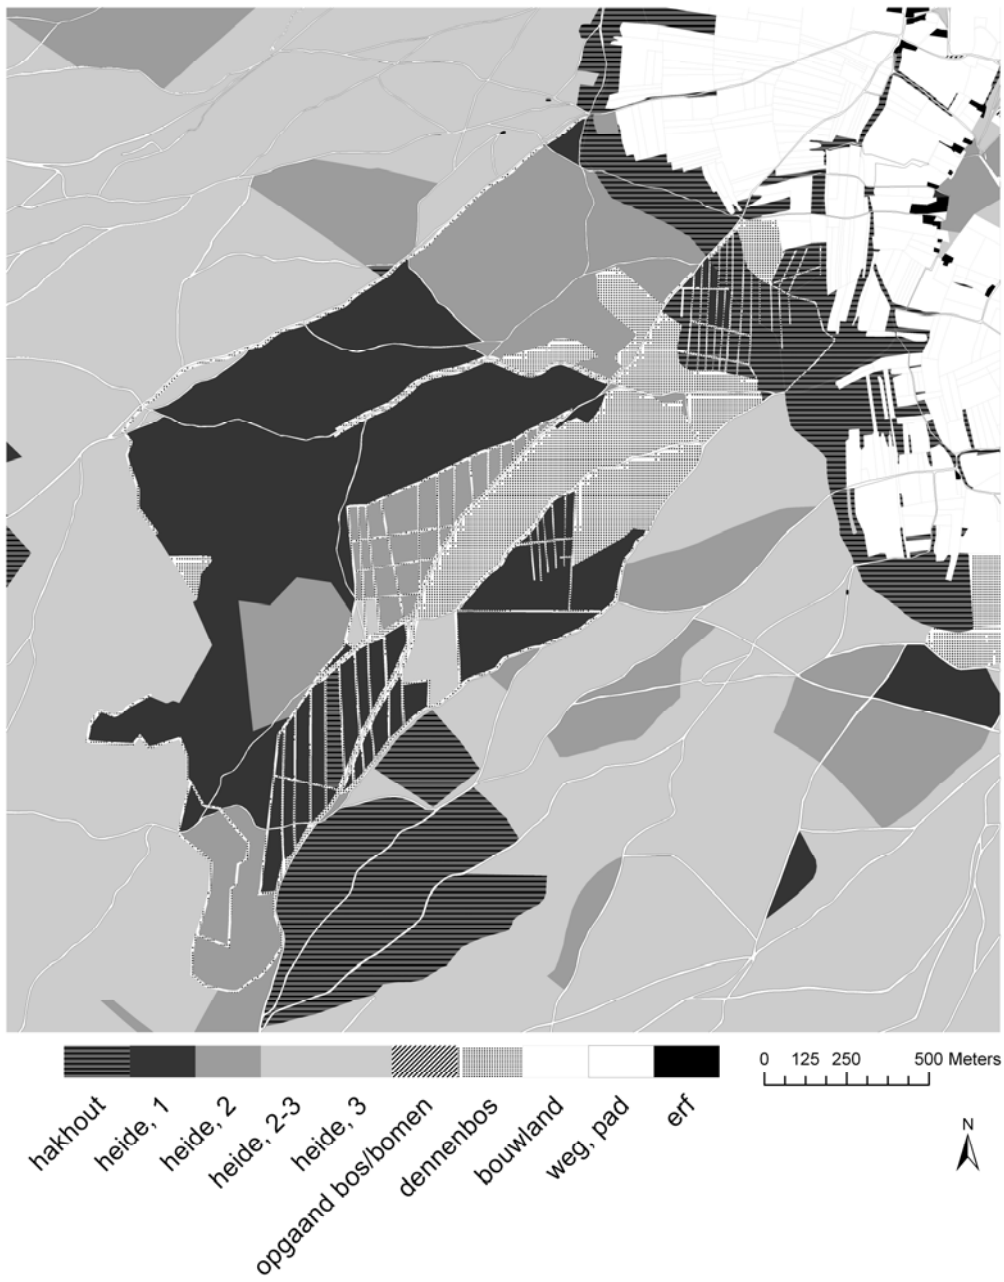 0 125 250 500 Meters
hakhout
heide, 1
heide, 2
heide, 2-3
heide, 3
opgaand bos/bomen
dennenbos
bouwland
weg, pad
erf
N